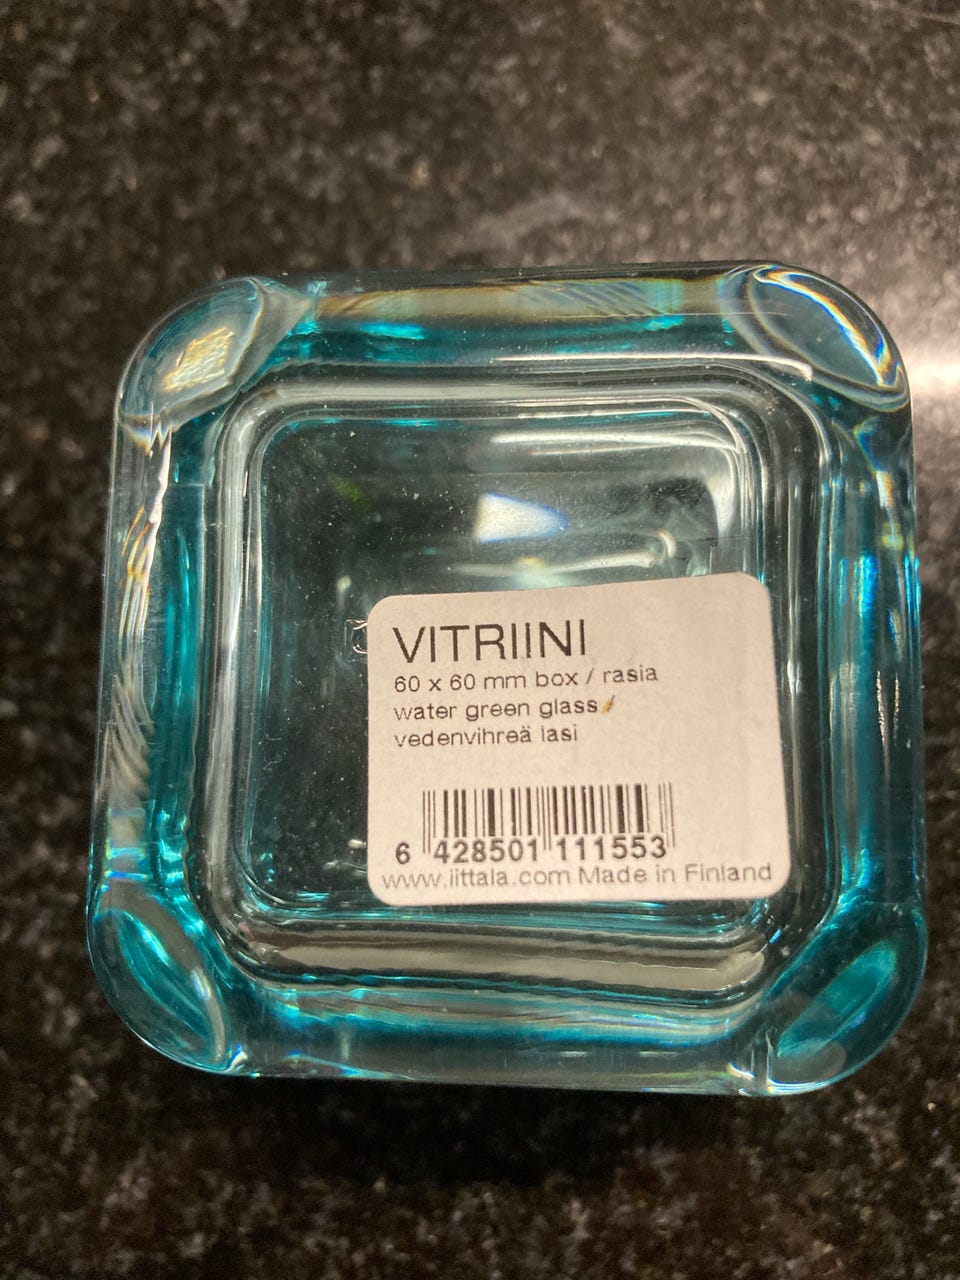 VITRIINI
60 x 60 mm box / rasia
water green glass /
vedenvihreä lasi
6 428501 111553
www.iittala.com Made in Finland